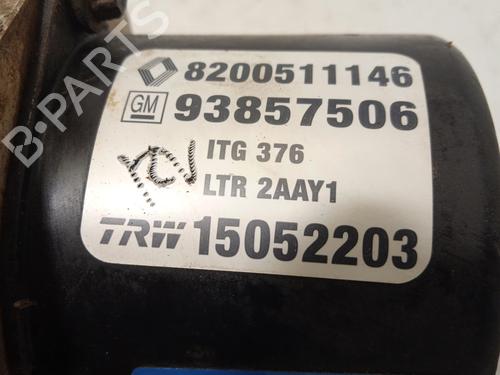 8200511146
GM 93857506
ITG 376
LTR 2AAY1
TRW 15052203
B-PARTS